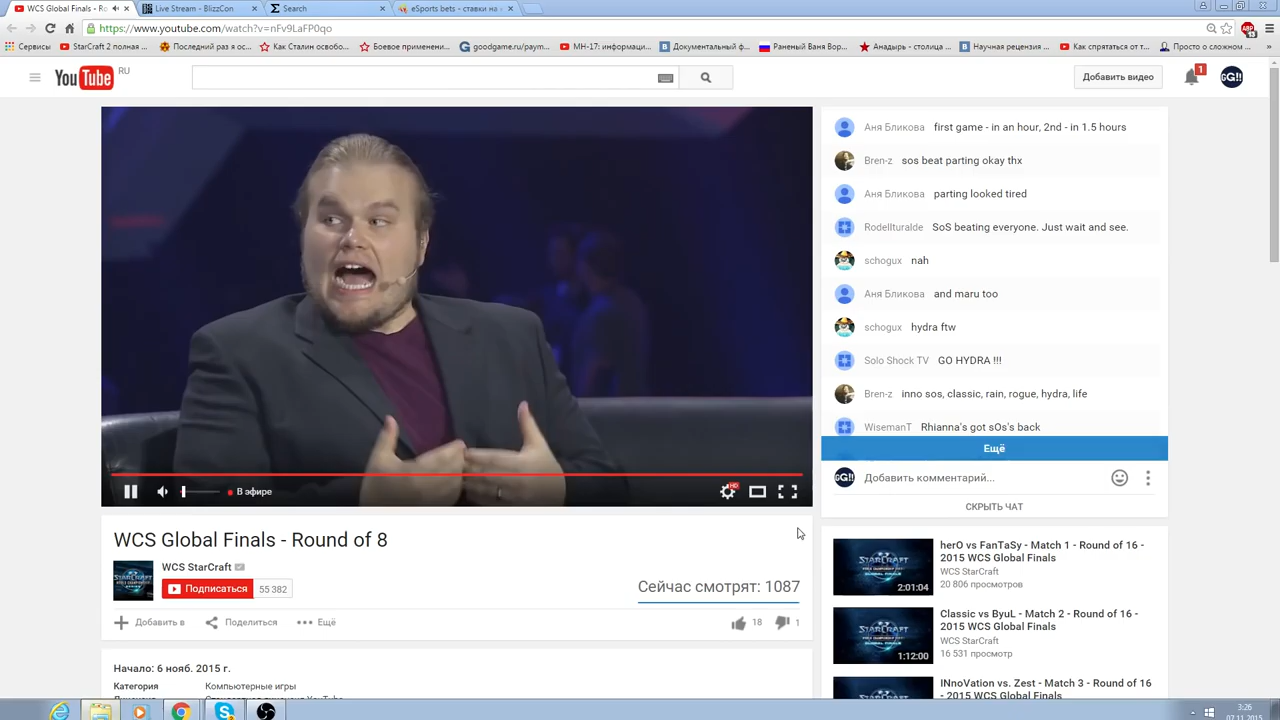 WCS Global Finals - Ro
Live Stream - BlizzCon
Search
eSports bets - ставки на
https://www.youtube.com/watch?v=nFv9LaFP0qo
Сервисы
StarCraft 2 полная
Последний раз я ос
Как Сталин освобо
Боевое применени
goodgame.ru/paym
МН-17: информаци
Документальный ф
Раненый Ваня Вор
Анадырь - столица
Научная рецензия
Как спрятаться от т
Просто о сложном
YouTube RU
Добавить видео
1
GG!!
Аня Бликова first game - in an hour, 2nd - in 1.5 hours
Bren-z sos beat parting okay thx
Аня Бликова parting looked tired
Rodellituralde SoS beating everyone. Just wait and see.
schogux nah
Аня Бликова and maru too
schogux hydra ftw
Solo Shock TV GO HYDRA !!!
Bren-z inno sos, classic, rain, rogue, hydra, life
WisemanT Rhianna's got sOs's back
Ещё
GG!! Добавить комментарий...
СКРЫТЬ ЧАТ
В эфире
HD
WCS Global Finals - Round of 8
WCS StarCraft
Подписаться 55 382
Сейчас смотрят: 1087
Добавить в Поделиться Ещё
18 1
Начало: 6 нояб. 2015 г.
Категория Компьютерные игры
herO vs FanTaSy - Match 1 - Round of 16 -
2015 WCS Global Finals
WCS StarCraft
20 806 просмотров
2:01:04
Classic vs ByuL - Match 2 - Round of 16 -
2015 WCS Global Finals
WCS StarCraft
16 531 просмотр
1:12:00
INnoVation vs. Zest - Match 3 - Round of 16
- 2015 WCS Global Finals
3:26
07.11.2015